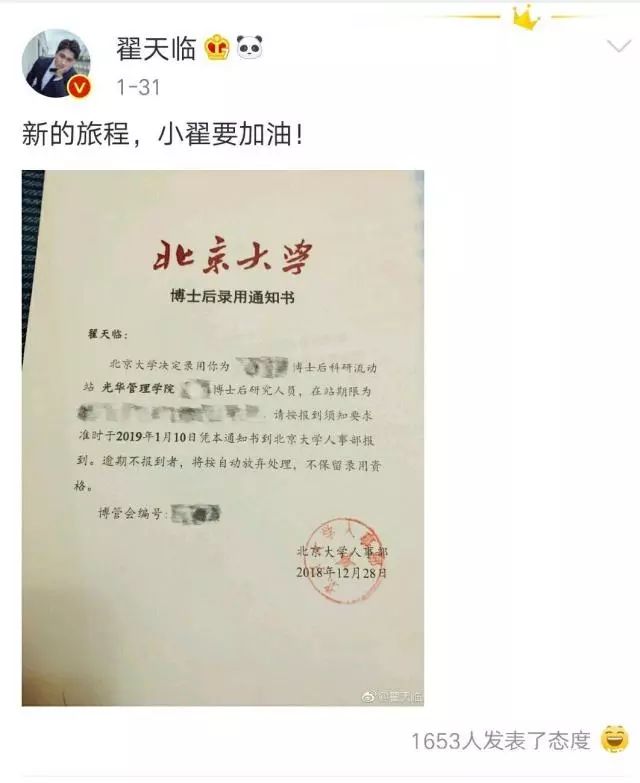 翟天临
1-31
新的旅程，小翟要加油！
北京大学
博士后录用通知书
翟天临：
北京大学决定录用你为 博士后科研流动
站 光华管理学院 博士后研究人员，在站期限为
请按报到须知要求
准时于2019年1月10日凭本通知书到北京大学人事部报
到。逾期不报到者，将按自动放弃处理，不保留录用资
格。
博管会编号：
北京大学人事部
2018年12月28日
@翟天临
1653人发表了态度